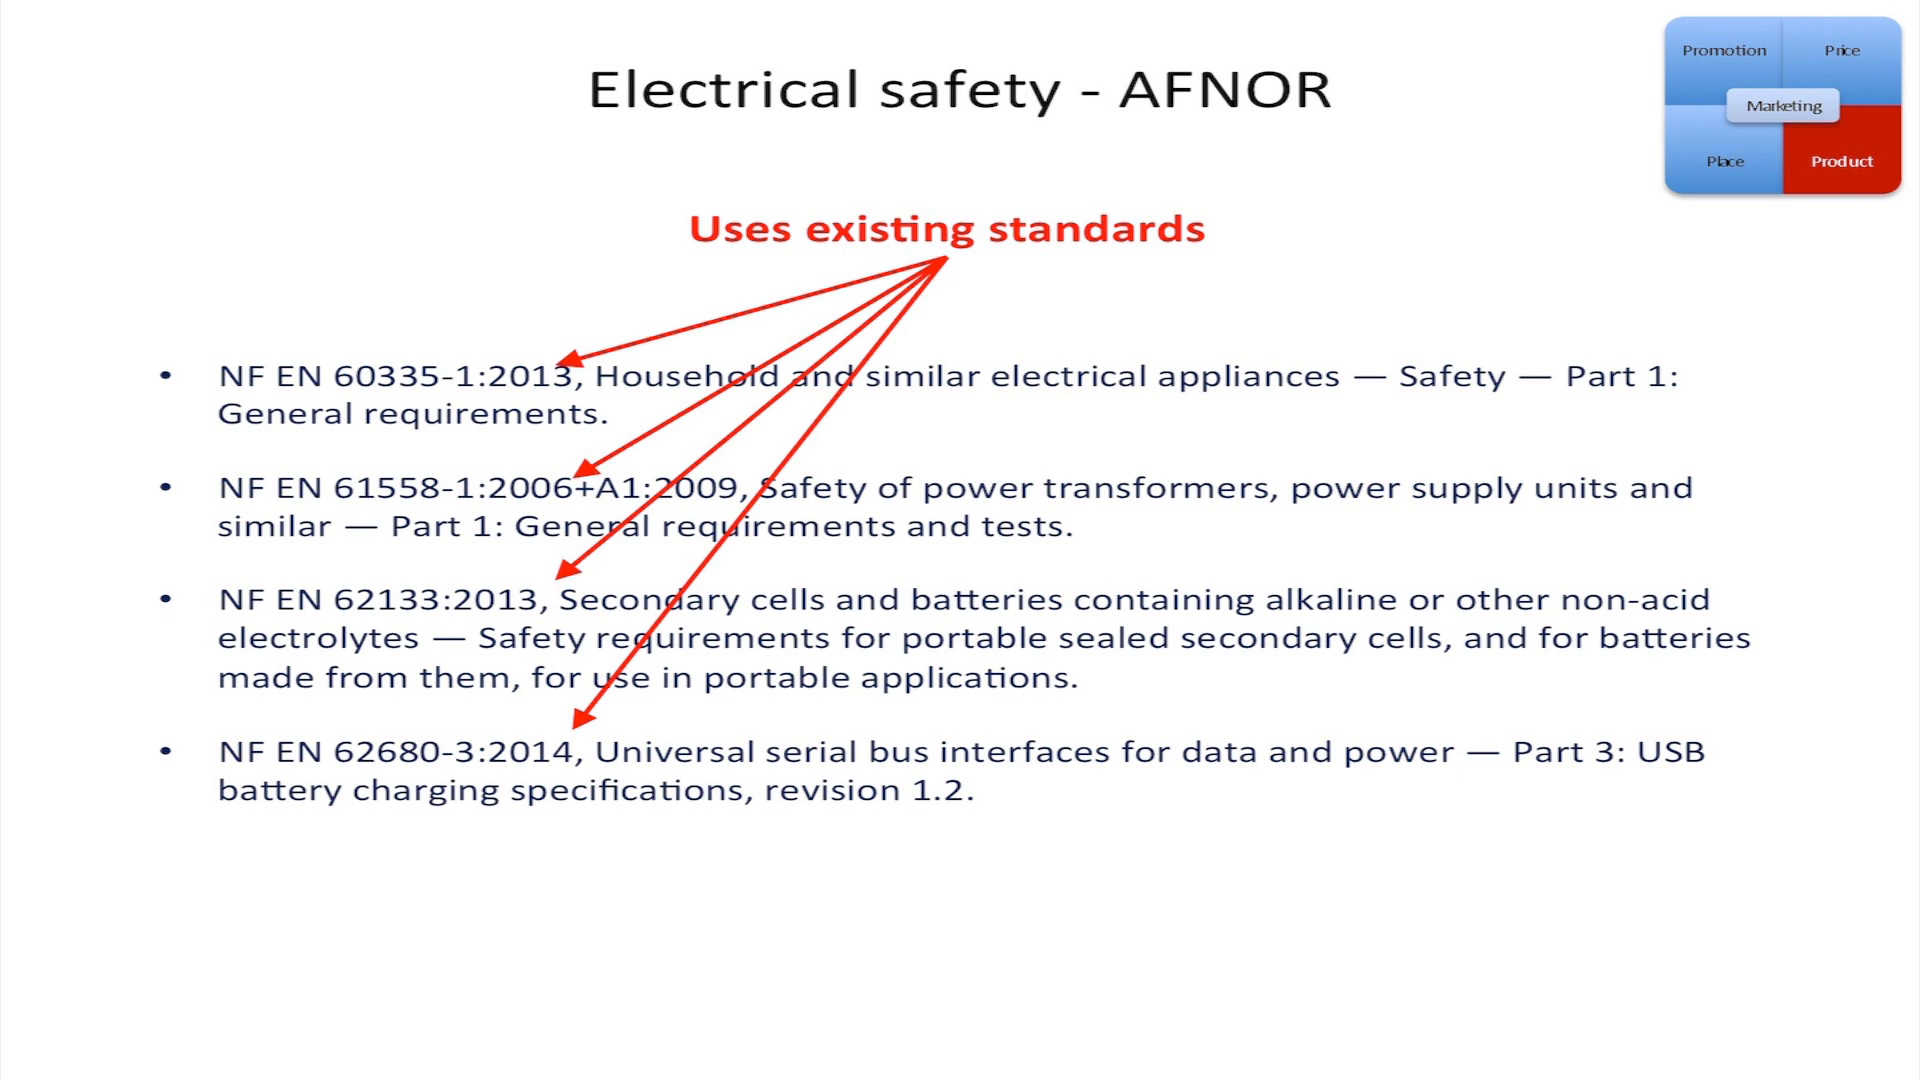 Electrical safety - AFNOR
Promotion
Price
Marketing
Place
Product
Uses existing standards
• NF EN 60335-1:2013, Household and similar electrical appliances — Safety — Part 1:
General requirements.
• NF EN 61558-1:2006+A1:2009, Safety of power transformers, power supply units and
similar — Part 1: General requirements and tests.
• NF EN 62133:2013, Secondary cells and batteries containing alkaline or other non-acid
electrolytes — Safety requirements for portable sealed secondary cells, and for batteries
made from them, for use in portable applications.
• NF EN 62680-3:2014, Universal serial bus interfaces for data and power — Part 3: USB
battery charging specifications, revision 1.2.